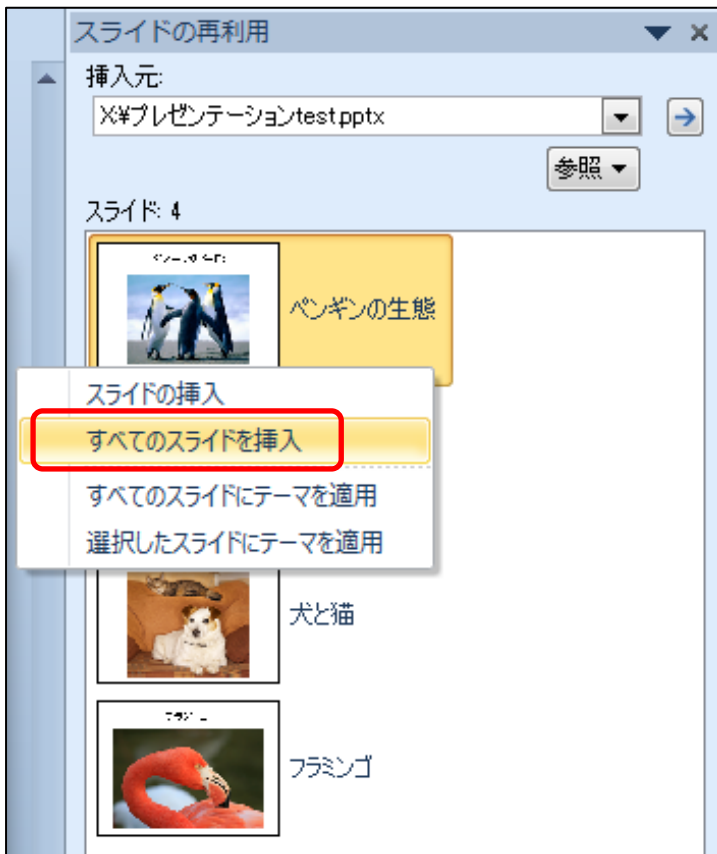 スライドの再利用
挿入元:
X:¥プレゼンテーションtest.pptx
参照
スライド: 4
ペンギンの生態
スライドの挿入
すべてのスライドを挿入
すべてのスライドにテーマを適用
選択したスライドにテーマを適用
犬と猫
フラミンゴ